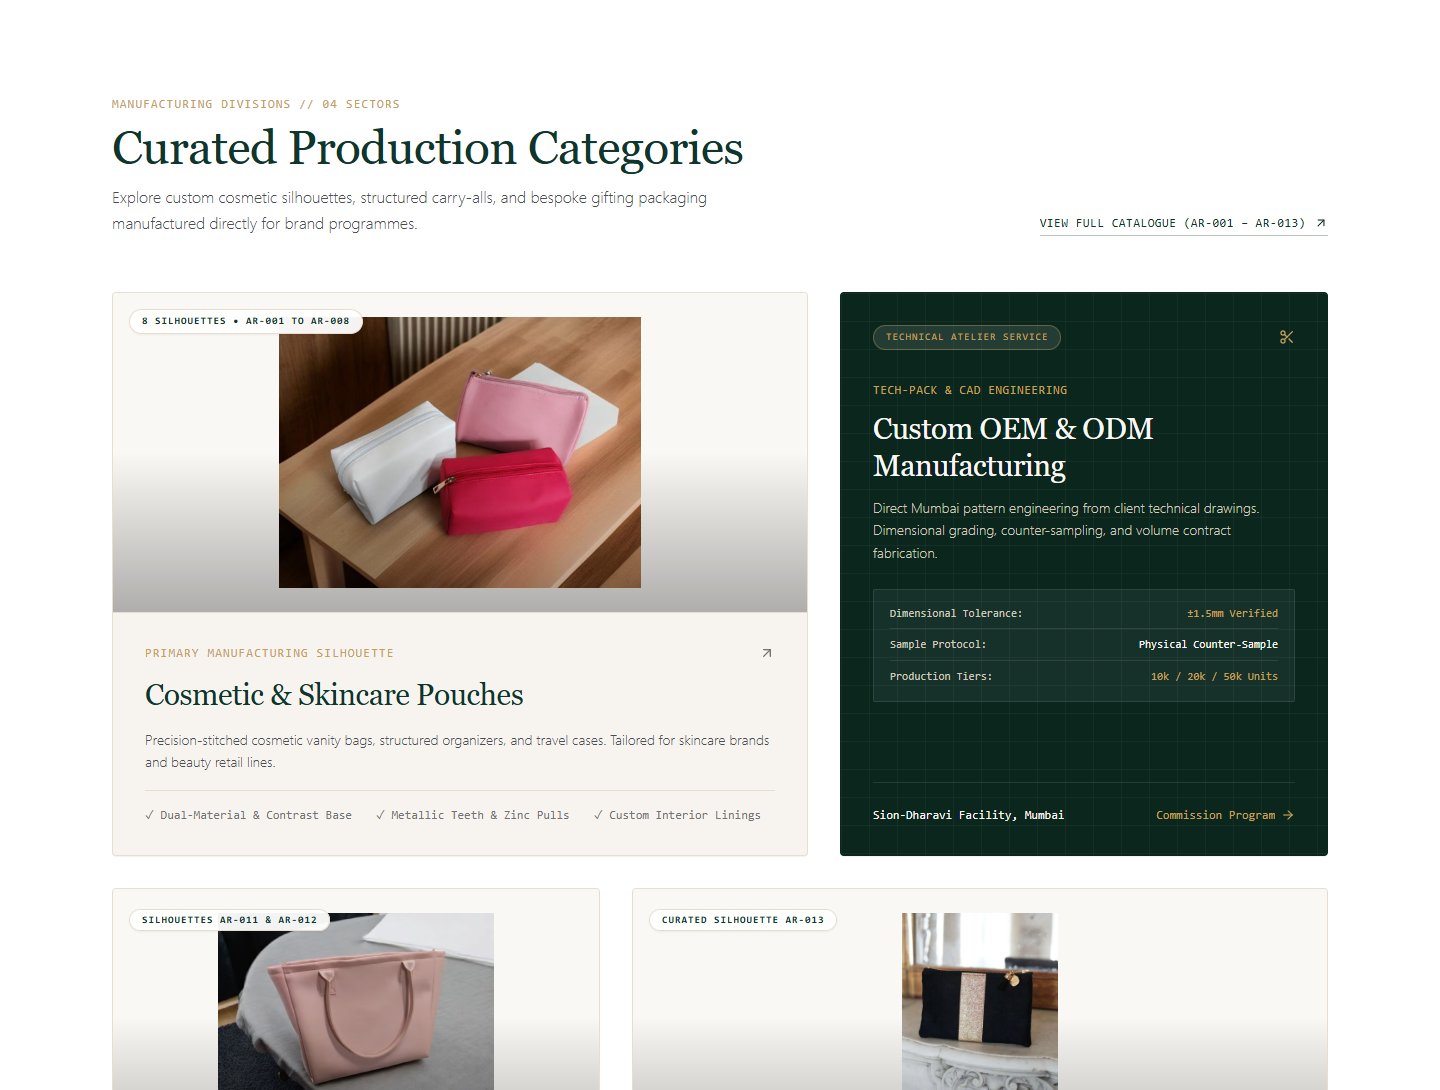 MANUFACTURING DIVISIONS // 04 SECTORS
Curated Production Categories
Explore custom cosmetic silhouettes, structured carry-alls, and bespoke gifting packaging
manufactured directly for brand programmes.
VIEW FULL CATALOGUE (AR-001 – AR-013)
8 SILHOUETTES • AR-001 TO AR-008
PRIMARY MANUFACTURING SILHOUETTE
Cosmetic & Skincare Pouches
Precision-stitched cosmetic vanity bags, structured organizers, and travel cases. Tailored for skincare brands
and beauty retail lines.
✓ Dual-Material & Contrast Base ✓ Metallic Teeth & Zinc Pulls ✓ Custom Interior Linings
TECHNICAL ATELIER SERVICE
TECH-PACK & CAD ENGINEERING
Custom OEM & ODM
Manufacturing
Direct Mumbai pattern engineering from client technical drawings.
Dimensional grading, counter-sampling, and volume contract
fabrication.
Dimensional Tolerance: ±1.5mm Verified
Sample Protocol: Physical Counter-Sample
Production Tiers: 10k / 20k / 50k Units
Sion-Dharavi Facility, Mumbai Commission Program →
SILHOUETTES AR-011 & AR-012
CURATED SILHOUETTE AR-013